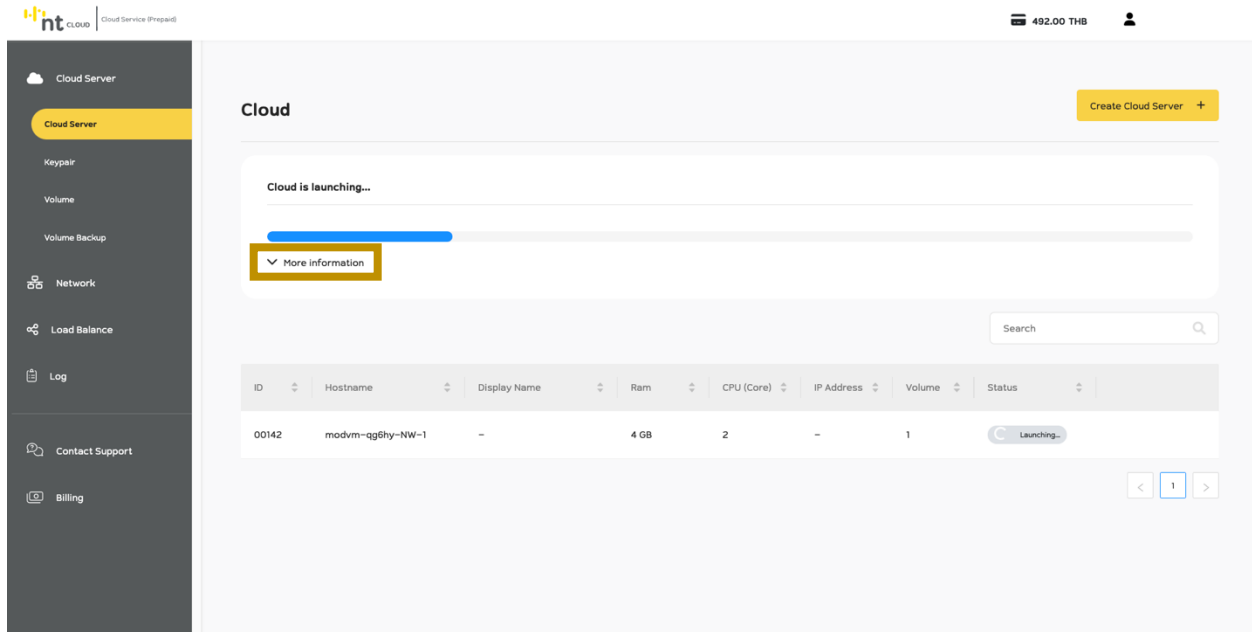 nt CLOUD Cloud Service (Prepaid)
492.00 THB
Cloud Server
Cloud Server
Keypair
Volume
Volume Backup
Network
Load Balance
Log
Contact Support
Billing
Cloud
Create Cloud Server +
Cloud is launching...
More information
Search
ID Hostname Display Name Ram CPU (Core) IP Address Volume Status
00142 modvm-qg6hy-NW-1 - 4 GB 2 - 1 Launching...
< 1 >